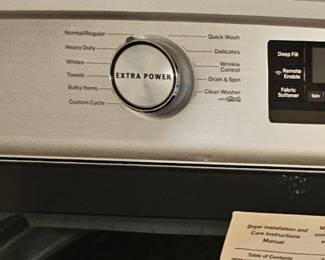 Normal/Regular
Heavy Duty
Whites
Towels
Bulky Items
Custom Cycle
EXTRA POWER
Quick Wash
Delicates
Wrinkle
Control
Drain & Spin
Clean Washer
with
Deep Fill
Remote
Enable
Fabric
Softener
Spin
Dryer Installation and
Care Instructions
Manual
Table of Contents